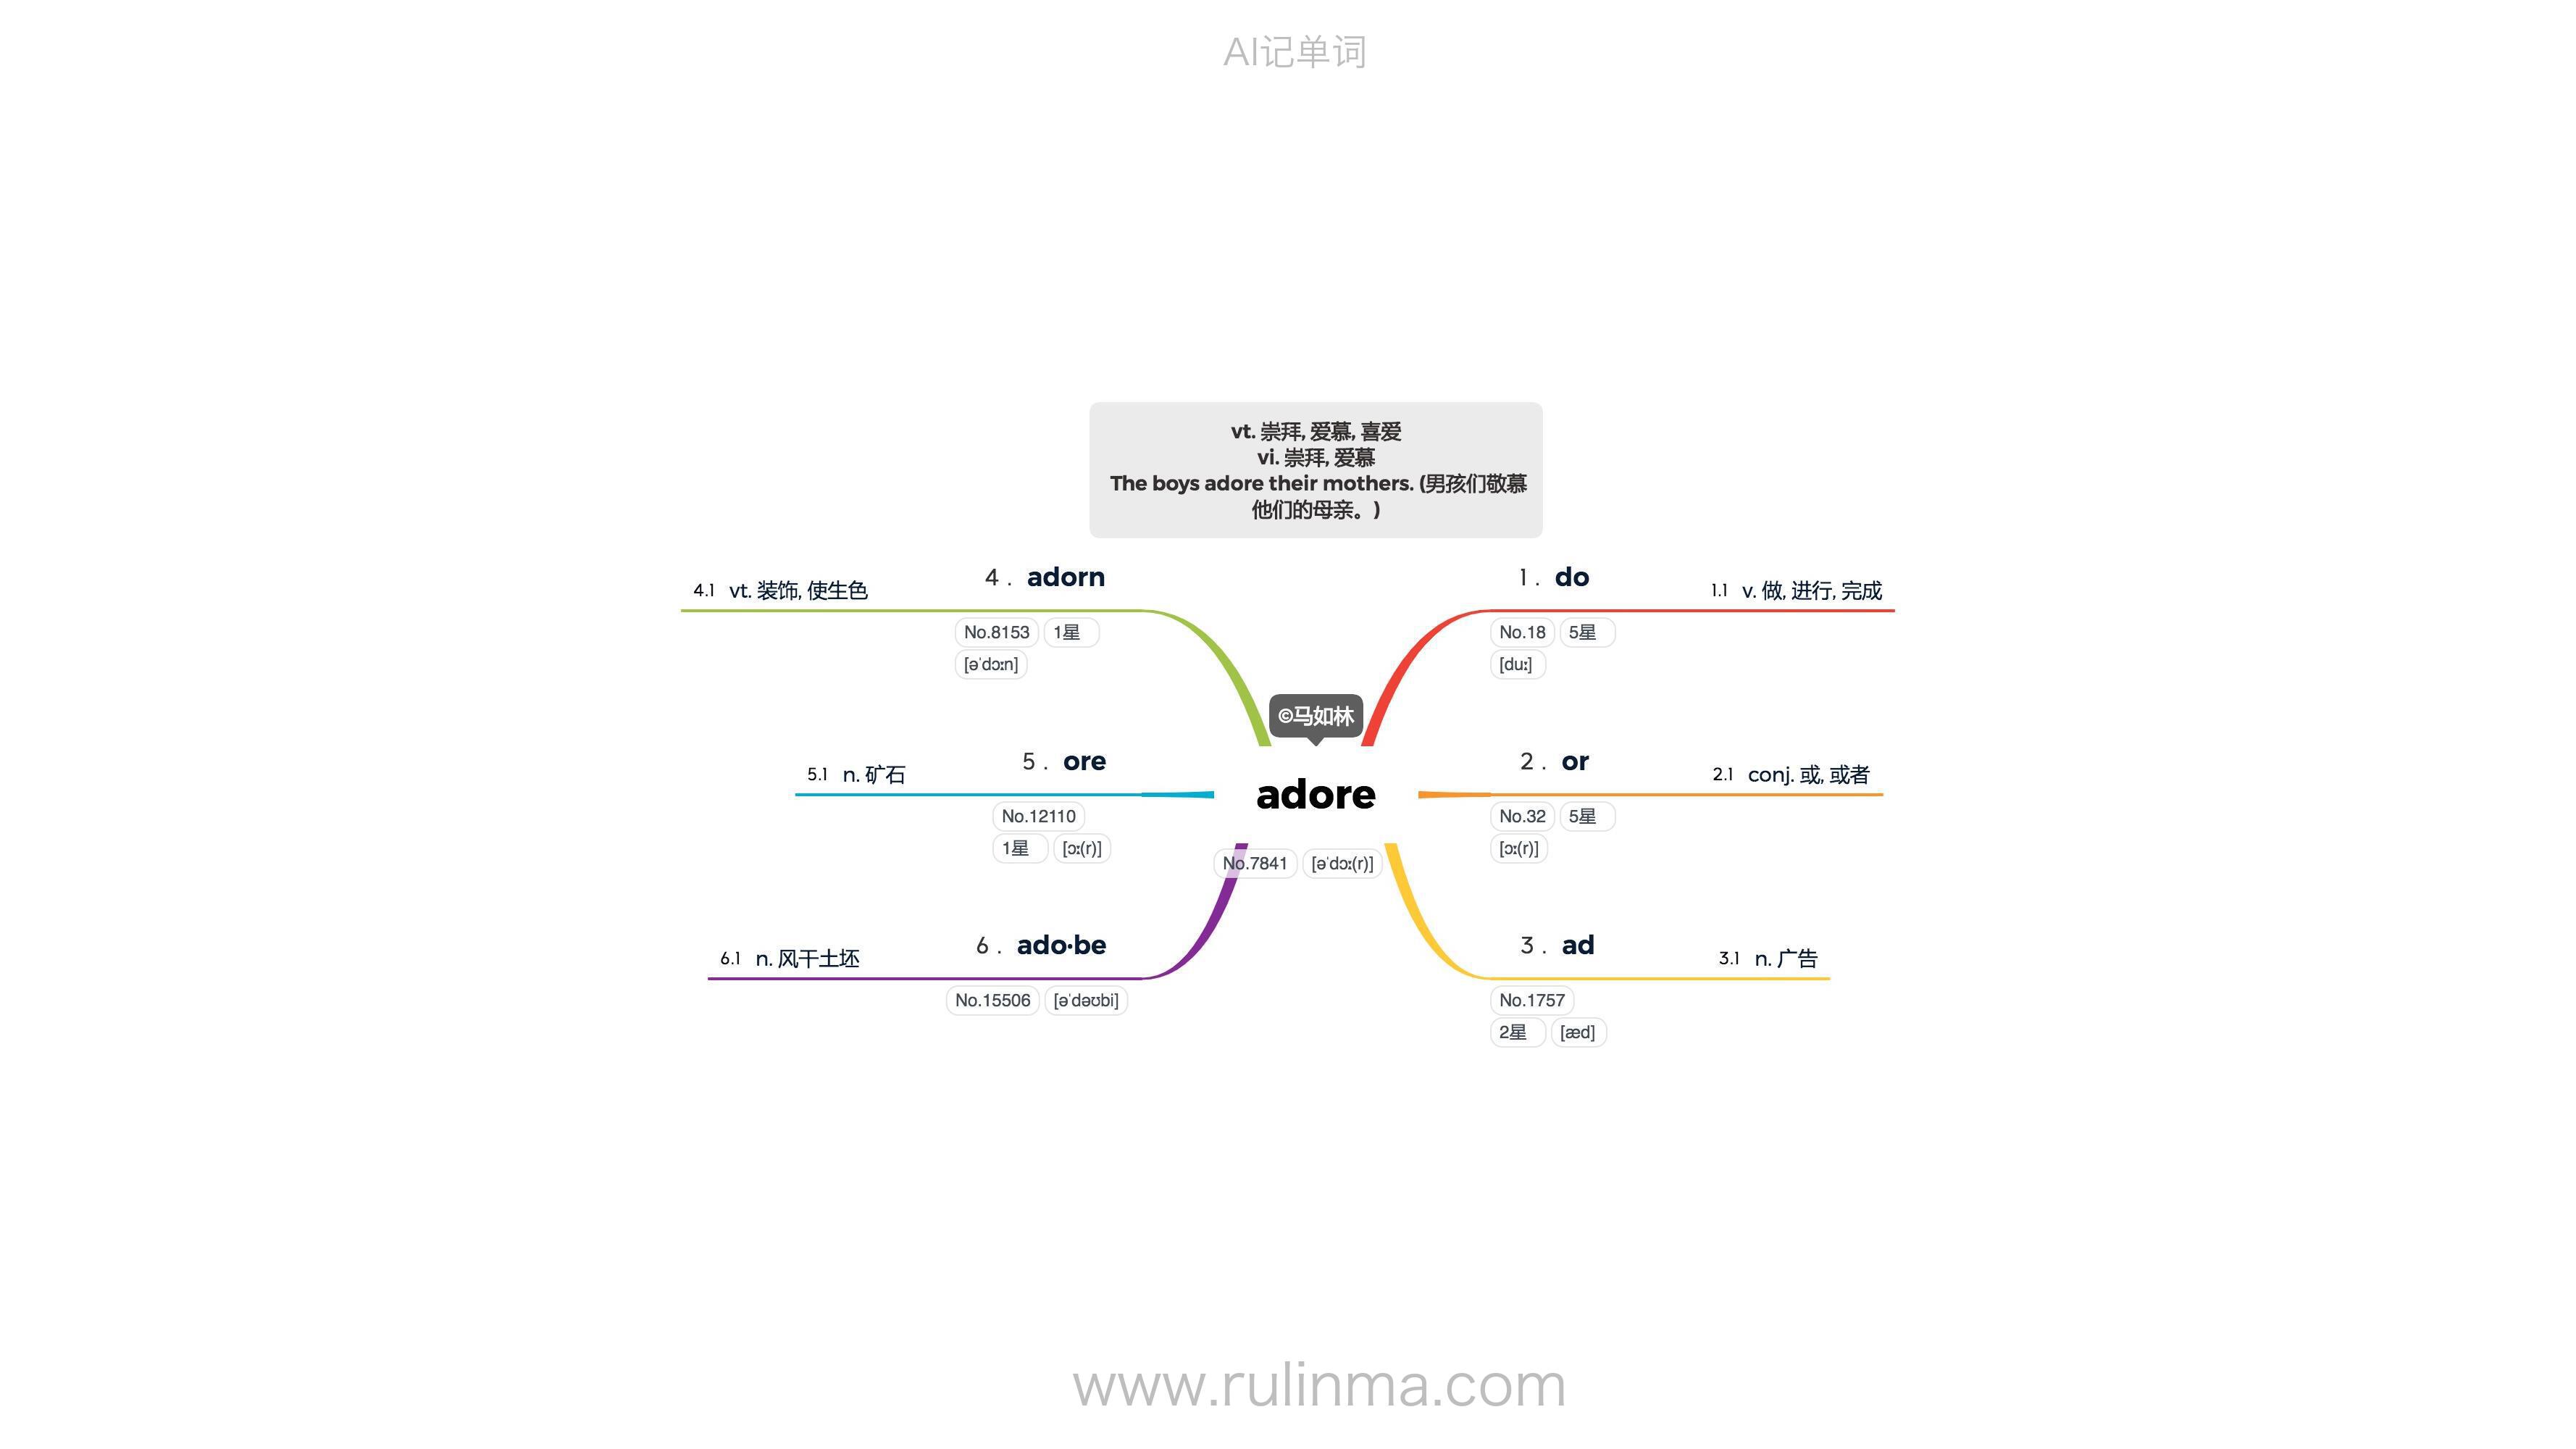 AI记单词
vt. 崇拜, 爱慕, 喜爱
vi. 崇拜, 爱慕
The boys adore their mothers. (男孩们敬慕
他们的母亲。)
©马如林
adore
No.7841 [əˈdɔː(r)]
1 . do
1.1 v. 做, 进行, 完成
No.18 5星
[duː]
2 . or
2.1 conj. 或, 或者
No.32 5星
[ɔː(r)]
3 . ad
3.1 n. 广告
No.1757
2星 [æd]
4 . adorn
4.1 vt. 装饰, 使生色
No.8153 1星
[əˈdɔːn]
5 . ore
5.1 n. 矿石
No.12110
1星 [ɔː(r)]
6 . ado·be
6.1 n. 风干土坯
No.15506 [əˈdəʊbi]
www.rulinma.com